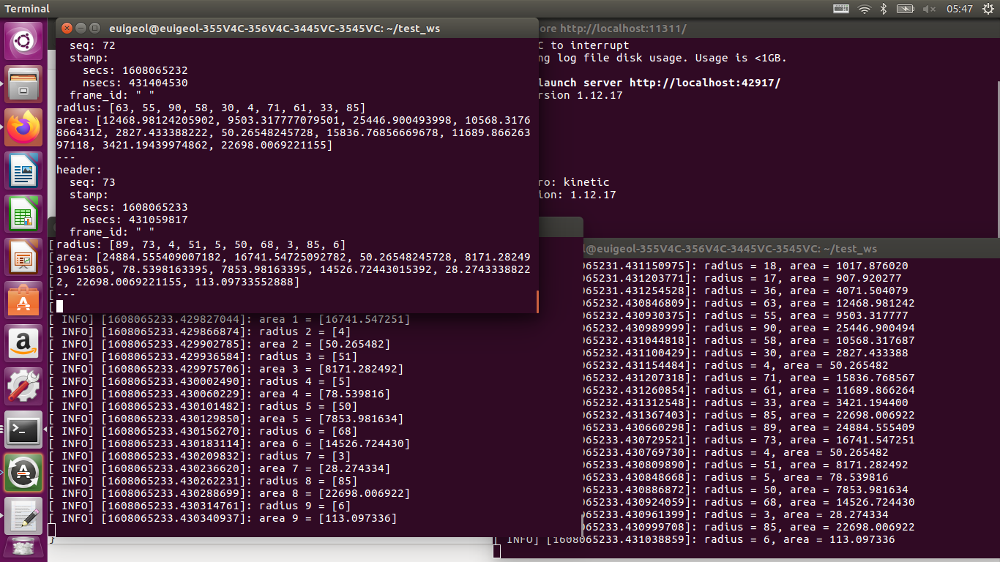 Terminal
05:47
euigeol@euigeol-355V4C-356V4C-3445VC-3545VC: ~/test_ws
  seq: 72
  stamp:
    secs: 1608065232
    nsecs: 431404530
  frame_id: " "
radius: [63, 55, 90, 58, 30, 4, 71, 61, 33, 85]
area: [12468.98124205902, 9503.317777079501, 25446.900493998, 10568.3176
8664312, 2827.433388222, 50.26548245728, 15836.76856669678, 11689.866263
97118, 3421.19439974862, 22698.0069221155]
---
header:
  seq: 73
  stamp:
    secs: 1608065233
    nsecs: 431059817
  frame_id: " "
radius: [89, 73, 4, 51, 5, 50, 68, 3, 85, 6]
area: [24884.555409007182, 16741.54725092782, 50.26548245728, 8171.28249
19615805, 78.5398163395, 7853.98163395, 14526.72443015392, 28.2743338822
2, 22698.0069221155, 113.09733552888]
---
ore http://localhost:11311/
C to interrupt
ng log file disk usage. Usage is <1GB.
launch server http://localhost:42917/
rsion 1.12.17
ro: kinetic
ion: 1.12.17
[ INFO] [1608065233.429827044]: area 1 = [16741.547251]
[ INFO] [1608065233.429866874]: radius 2 = [4]
[ INFO] [1608065233.429902785]: area 2 = [50.265482]
[ INFO] [1608065233.429936584]: radius 3 = [51]
[ INFO] [1608065233.429975706]: area 3 = [8171.282492]
[ INFO] [1608065233.430002490]: radius 4 = [5]
[ INFO] [1608065233.430060229]: area 4 = [78.539816]
[ INFO] [1608065233.430101482]: radius 5 = [50]
[ INFO] [1608065233.430129850]: area 5 = [7853.981634]
[ INFO] [1608065233.430156270]: radius 6 = [68]
[ INFO] [1608065233.430183114]: area 6 = [14526.724430]
[ INFO] [1608065233.430209832]: radius 7 = [3]
[ INFO] [1608065233.430236620]: area 7 = [28.274334]
[ INFO] [1608065233.430262231]: radius 8 = [85]
[ INFO] [1608065233.430288699]: area 8 = [22698.006922]
[ INFO] [1608065233.430314761]: radius 9 = [6]
[ INFO] [1608065233.430340937]: area 9 = [113.097336]
l@euigeol-355V4C-356V4C-3445VC-3545VC: ~/test_ws
065231.431150975]: radius = 18, area = 1017.876020
065231.431203771]: radius = 17, area = 907.920277
065231.431254528]: radius = 36, area = 4071.504079
065232.430846809]: radius = 63, area = 12468.981242
065232.430930375]: radius = 55, area = 9503.317777
065232.430989999]: radius = 90, area = 25446.900494
065232.431044818]: radius = 58, area = 10568.317687
065232.431100429]: radius = 30, area = 2827.433388
065232.431154484]: radius = 4, area = 50.265482
065232.431207318]: radius = 71, area = 15836.768567
065232.431260854]: radius = 61, area = 11689.866264
065232.431312548]: radius = 33, area = 3421.194400
065232.431367403]: radius = 85, area = 22698.006922
065233.430660298]: radius = 89, area = 24884.555409
065233.430729521]: radius = 73, area = 16741.547251
065233.430769730]: radius = 4, area = 50.265482
065233.430809890]: radius = 51, area = 8171.282492
065233.430848668]: radius = 5, area = 78.539816
065233.430886872]: radius = 50, area = 7853.981634
065233.430924059]: radius = 68, area = 14526.724430
065233.430961399]: radius = 3, area = 28.274334
065233.430999708]: radius = 85, area = 22698.006922
[ INFO] [1608065233.431038859]: radius = 6, area = 113.097336